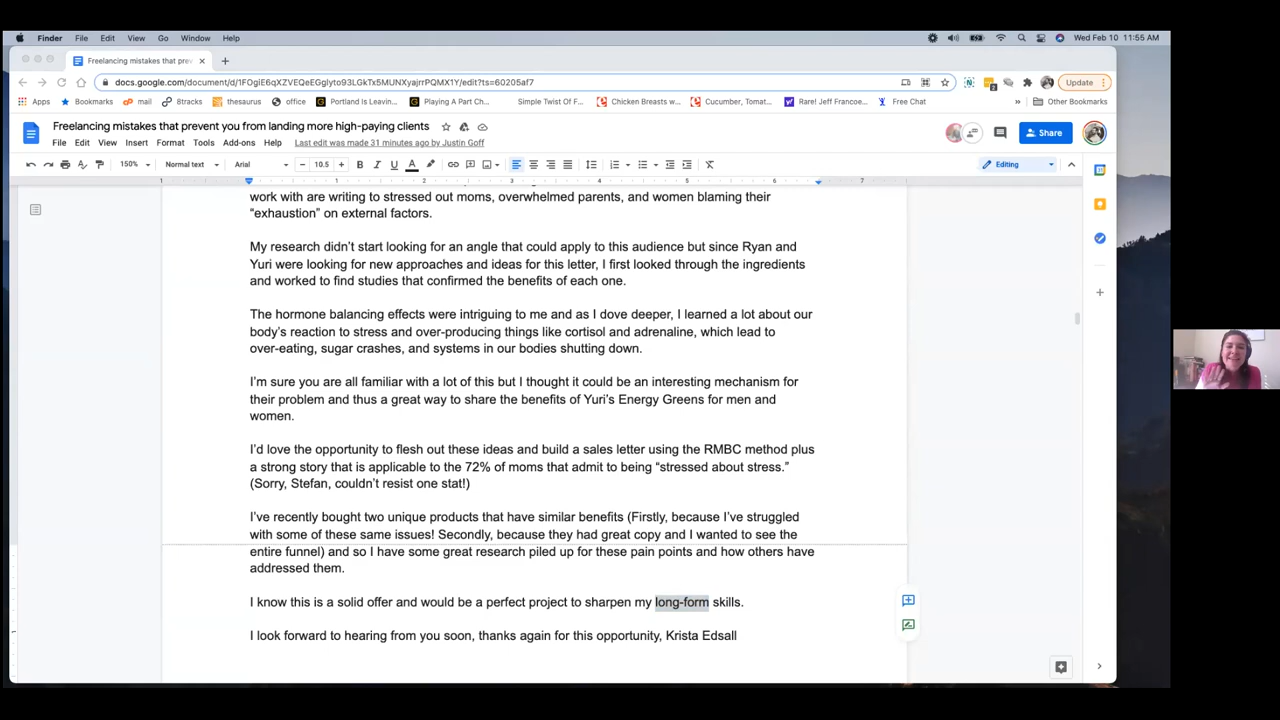 Finder File Edit View Go Window Help Wed Feb 10 11:55 AM
Freelancing mistakes that prev
docs.google.com/document/d/1FOgiE6qXZVEQeEGglyto93LGkTx5MUNXyajrrPQMX1Y/edit?ts=60205af7 Update
Apps Bookmarks mail 8tracks thesaurus office Portland Is Leavin... Playing A Part Ch... Simple Twist Of F... Chicken Breasts w... Cucumber, Tomat... Rare! Jeff Francoe... Free Chat » Other Bookmarks
Freelancing mistakes that prevent you from landing more high-paying clients
File Edit View Insert Format Tools Add-ons Help Last edit was made 31 minutes ago by Justin Goff Share
150% Normal text Arial 10.5 B I U A Editing
1 1 2 3 4 5 6 7
work with are writing to stressed out moms, overwhelmed parents, and women blaming their
“exhaustion” on external factors.
My research didn’t start looking for an angle that could apply to this audience but since Ryan and
Yuri were looking for new approaches and ideas for this letter, I first looked through the ingredients
and worked to find studies that confirmed the benefits of each one.
The hormone balancing effects were intriguing to me and as I dove deeper, I learned a lot about our
body’s reaction to stress and over-producing things like cortisol and adrenaline, which lead to
over-eating, sugar crashes, and systems in our bodies shutting down.
I’m sure you are all familiar with a lot of this but I thought it could be an interesting mechanism for
their problem and thus a great way to share the benefits of Yuri’s Energy Greens for men and
women.
I’d love the opportunity to flesh out these ideas and build a sales letter using the RMBC method plus
a strong story that is applicable to the 72% of moms that admit to being “stressed about stress.”
(Sorry, Stefan, couldn’t resist one stat!)
I’ve recently bought two unique products that have similar benefits (Firstly, because I’ve struggled
with some of these same issues! Secondly, because they had great copy and I wanted to see the
entire funnel) and so I have some great research piled up for these pain points and how others have
addressed them.
I know this is a solid offer and would be a perfect project to sharpen my long-form skills.
I look forward to hearing from you soon, thanks again for this opportunity, Krista Edsall